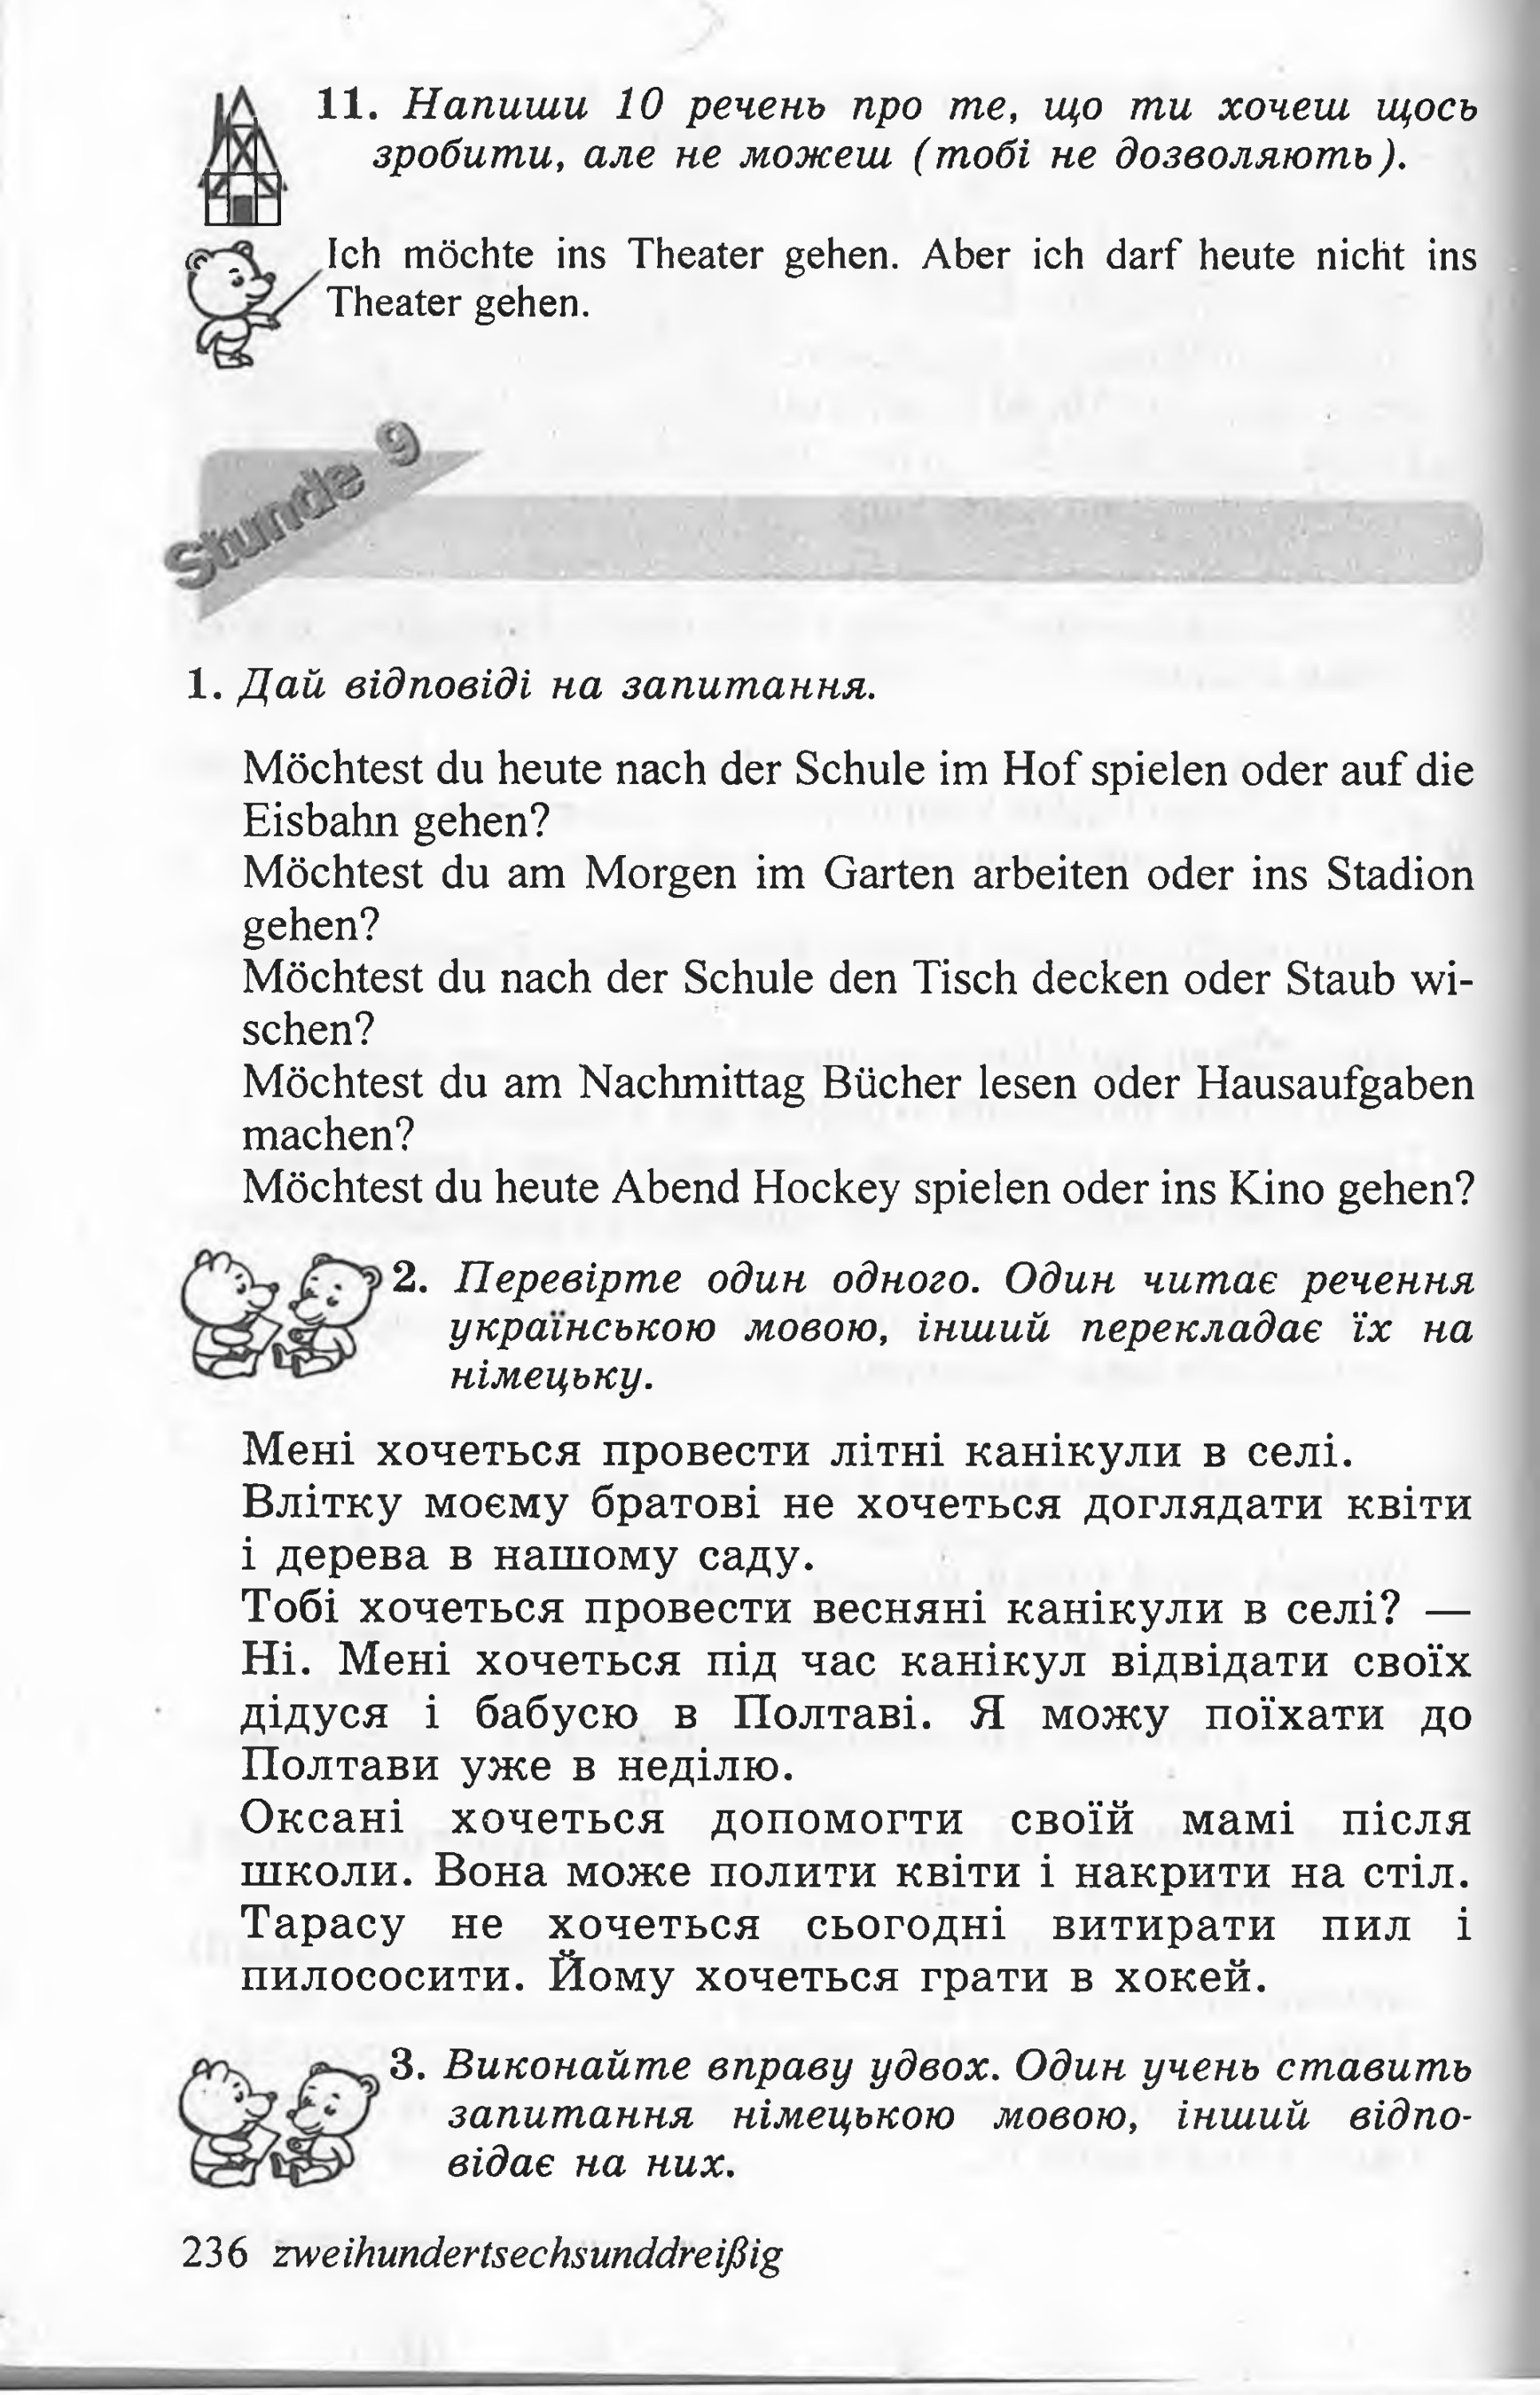 11. Напиши 10 речень про те, що ти хочеш щось
зробити, але не можеш (тобі не дозволяють).
Ich möchte ins Theater gehen. Aber ich darf heute nicht ins
Theater gehen.
Stunde 9
1. Дай відповіді на запитання.
Möchtest du heute nach der Schule im Hof spielen oder auf die
Eisbahn gehen?
Möchtest du am Morgen im Garten arbeiten oder ins Stadion
gehen?
Möchtest du nach der Schule den Tisch decken oder Staub wi-
schen?
Möchtest du am Nachmittag Bücher lesen oder Hausaufgaben
machen?
Möchtest du heute Abend Hockey spielen oder ins Kino gehen?
2. Перевірте один одного. Один читає речення
українською мовою, інший перекладає їх на
німецьку.
Мені хочеться провести літні канікули в селі.
Влітку моєму братові не хочеться доглядати квіти
і дерева в нашому саду.
Тобі хочеться провести весняні канікули в селі? —
Ні. Мені хочеться під час канікул відвідати своїх
дідуся і бабусю в Полтаві. Я можу поїхати до
Полтави уже в неділю.
Оксані хочеться допомогти своїй мамі після
школи. Вона може полити квіти і накрити на стіл.
Тарасу не хочеться сьогодні витирати пил і
пилососити. Йому хочеться грати в хокей.
3. Виконайте вправу удвох. Один учень ставить
запитання німецькою мовою, інший відпо-
відає на них.
236 zweihundertsechsunddreißig